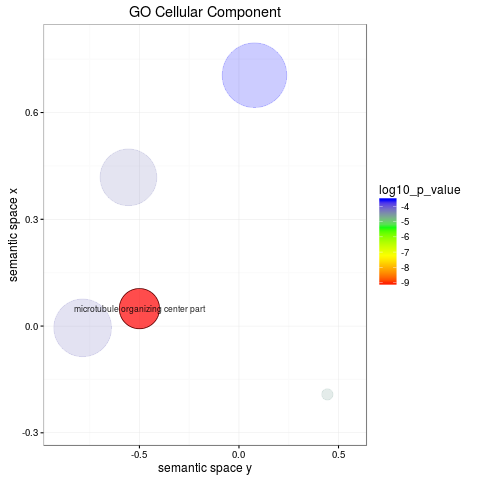 GO Cellular Component
semantic space x
0.6
0.3
0.0
-0.3
microtubule organizing center part
-0.5
0.0
0.5
semantic space y
log10_p_value
-4
-5
-6
-7
-8
-9